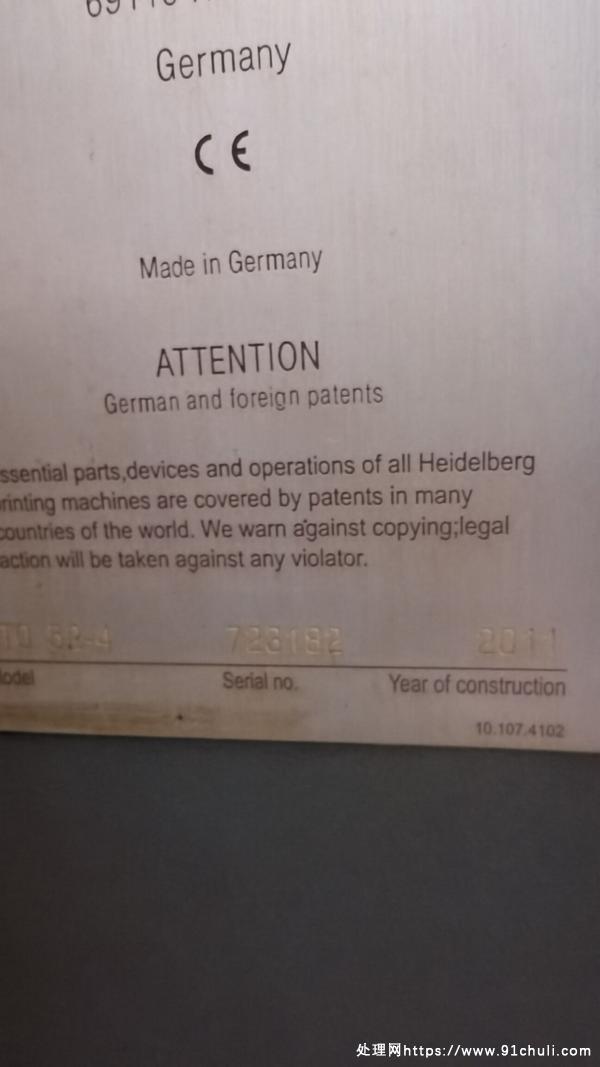 Germany
CE
Made in Germany
ATTENTION
German and foreign patents
ssential parts,devices and operations of all Heidelberg
rinting machines are covered by patents in many
countries of the world. We warn against copying;legal
action will be taken against any violator.
TO 52-4 723182 2011
odel Serial no. Year of construction
10.107.4102
处理网https://www.91chuli.com